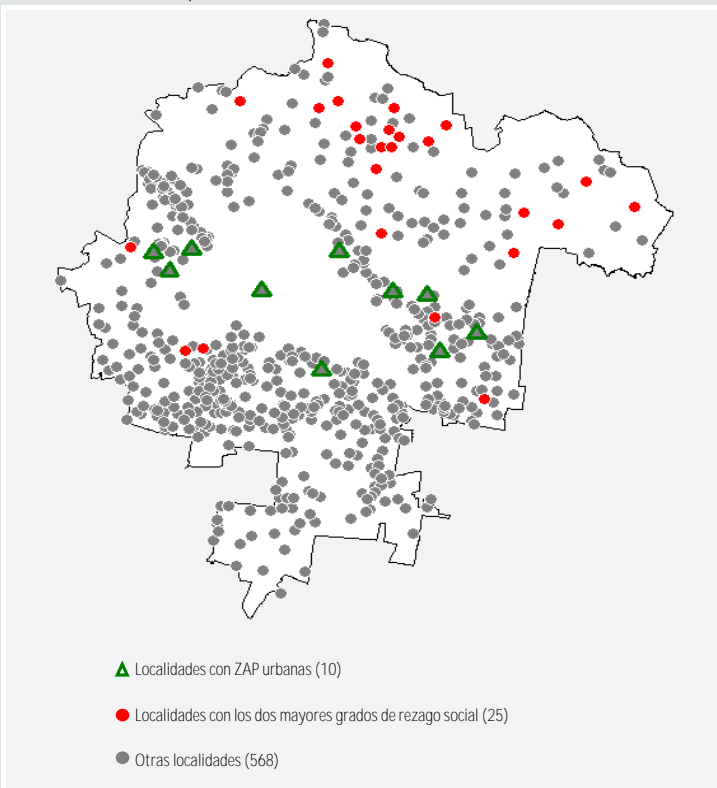 Localidades con ZAP urbanas (10)
Localidades con los dos mayores grados de rezago social (25)
Otras localidades (568)